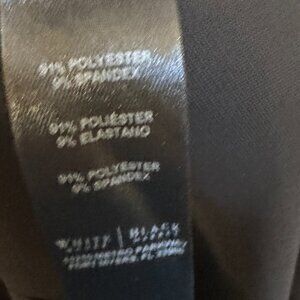 91% POLYESTER
9% SPANDEX
91% POLIÉSTER
9% ELASTANO
91% POLYESTER
9% SPANDEX
WHITE | BLACK